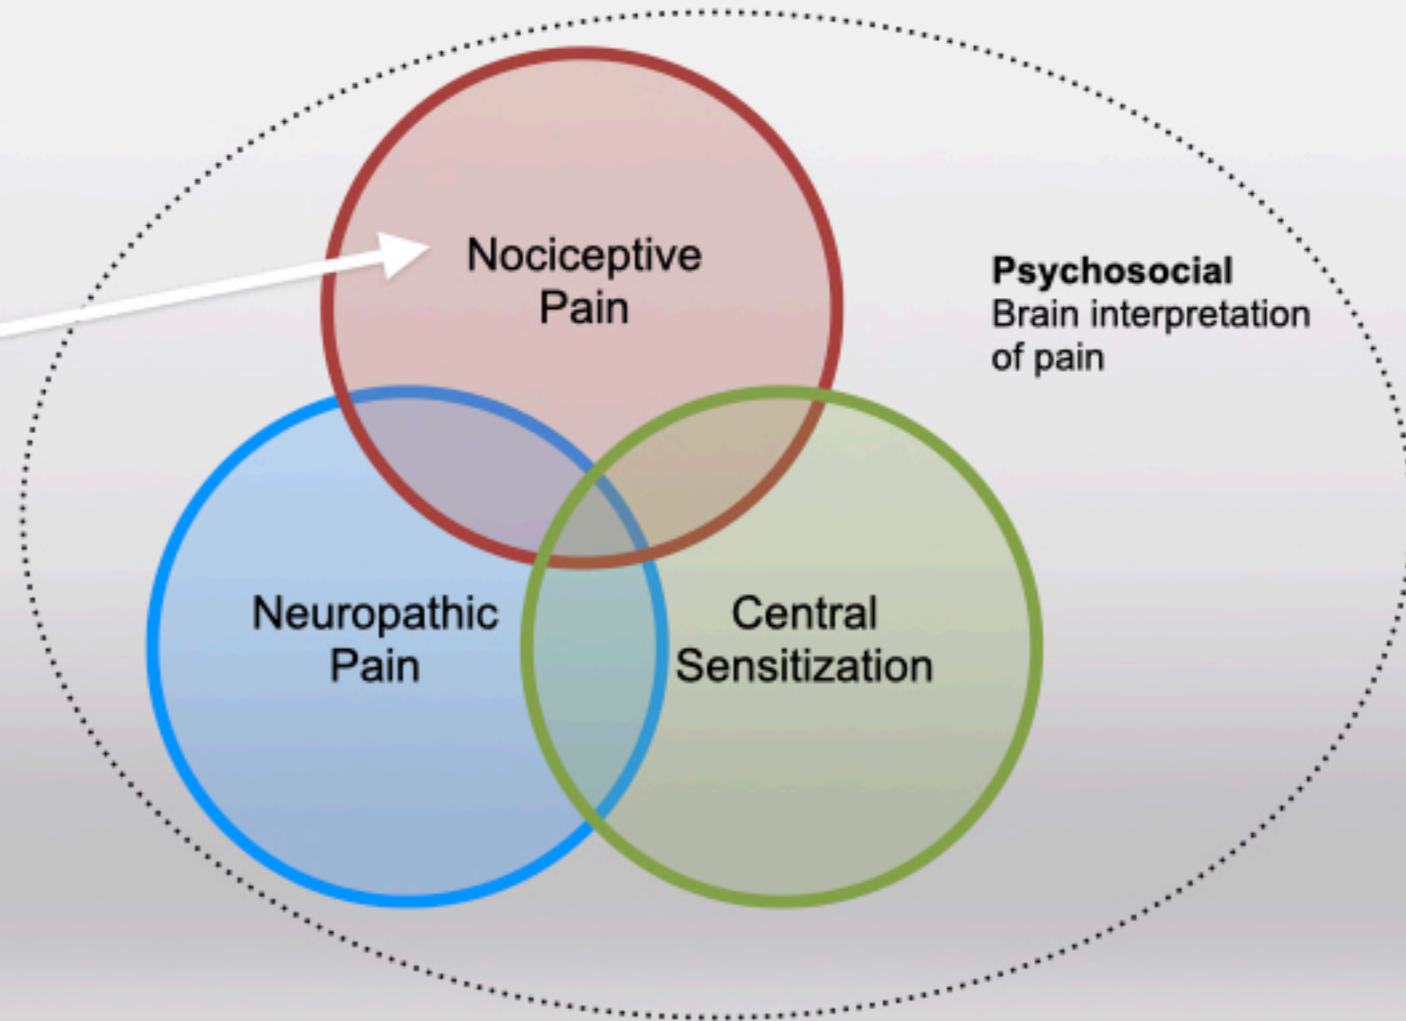 Nociceptive
Pain
Psychosocial
Brain interpretation
of pain
Neuropathic
Pain
Central
Sensitization